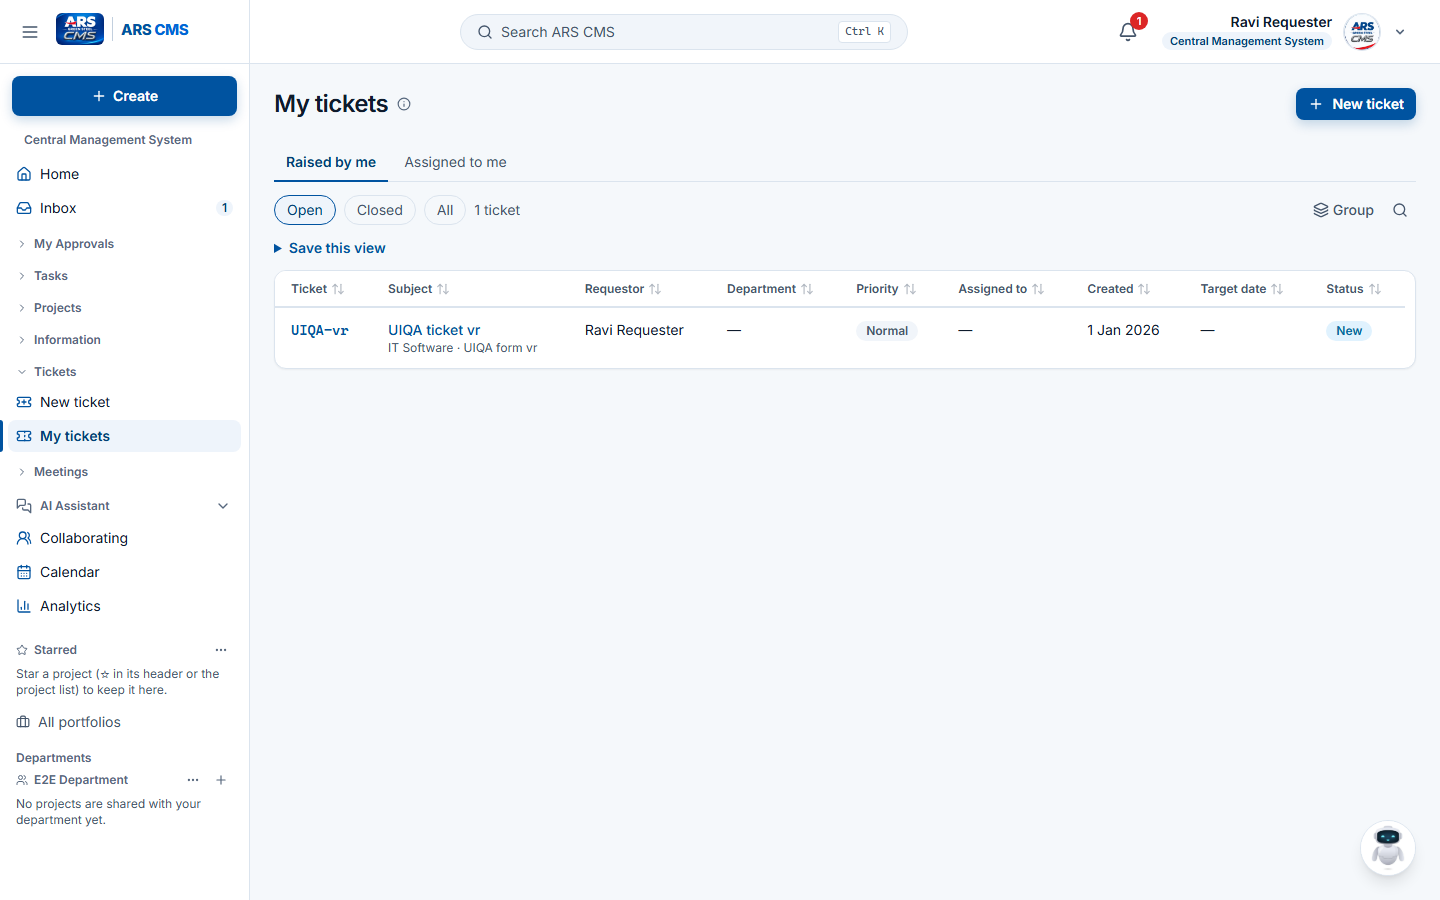 ARS
GREEN STEEL
CMS
ARS CMS
Search ARS CMS
Ctrl K
1
Ravi Requester
Central Management System
ARS
CMS
Create
Central Management System
Home
Inbox
1
My Approvals
Tasks
Projects
Information
Tickets
New ticket
My tickets
Meetings
AI Assistant
Collaborating
Calendar
Analytics
Starred
Star a project (☆ in its header or the
project list) to keep it here.
All portfolios
Departments
E2E Department
No projects are shared with your
department yet.
My tickets
New ticket
Raised by me
Assigned to me
Open
Closed
All
1 ticket
Group
Save this view
Ticket Subject Requestor Department Priority Assigned to Created Target date Status
UIQA-vr UIQA ticket vr Ravi Requester — Normal — 1 Jan 2026 — New
IT Software · UIQA form vr